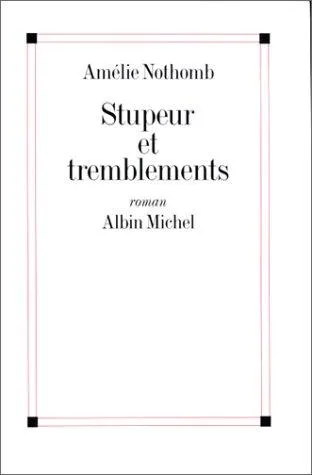 Amélie Nothomb
Stupeur
et
tremblements
roman
Albin Michel